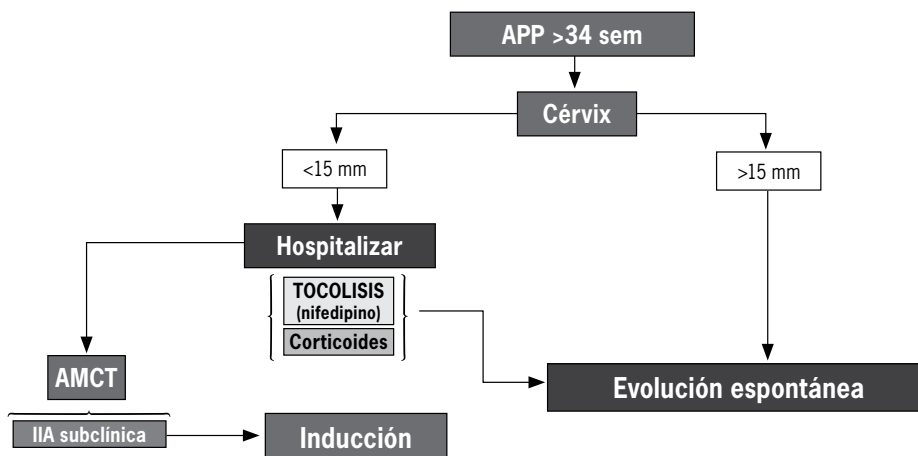 APP >34 sem
Cérvix
<15 mm
>15 mm
Hospitalizar
TOCOLISIS
(nifedipino)
Corticoides
AMCT
Evolución espontánea
IIA subclínica
Inducción